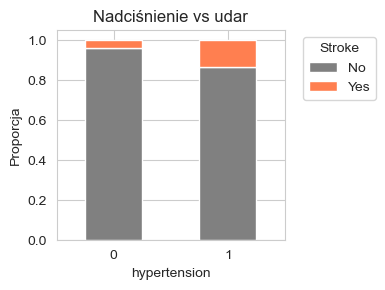 Nadciśnienie vs udar
Stroke
No
Yes
Proporcja
1.0
0.8
0.6
0.4
0.2
0.0
0
1
hypertension